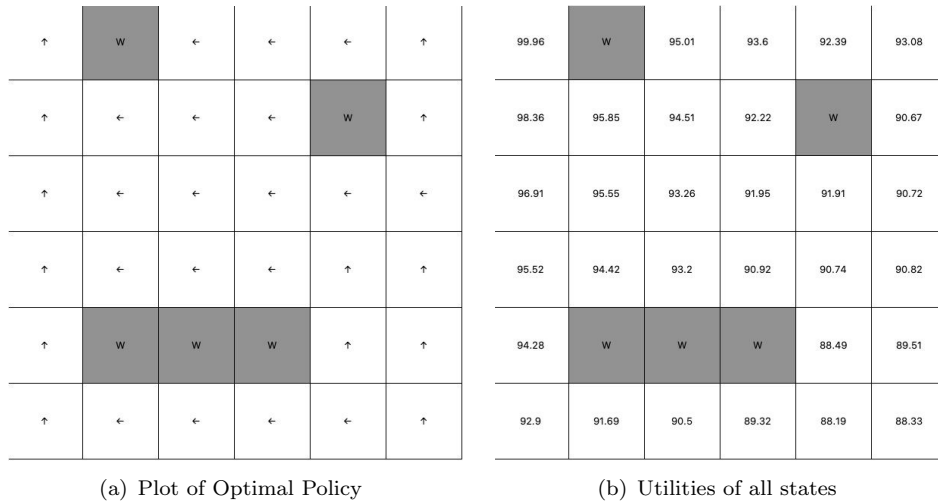 ↑ W ← ← ← ↑
↑ ← ← ← W ↑
↑ ← ← ← ← ←
↑ ← ← ← ↑ ↑
↑ W W W ↑ ↑
↑ ← ← ← ← ↑
(a) Plot of Optimal Policy
99.96 W 95.01 93.6 92.39 93.08
98.36 95.85 94.51 92.22 W 90.67
96.91 95.55 93.26 91.95 91.91 90.72
95.52 94.42 93.2 90.92 90.74 90.82
94.28 W W W 88.49 89.51
92.9 91.69 90.5 89.32 88.19 88.33
(b) Utilities of all states